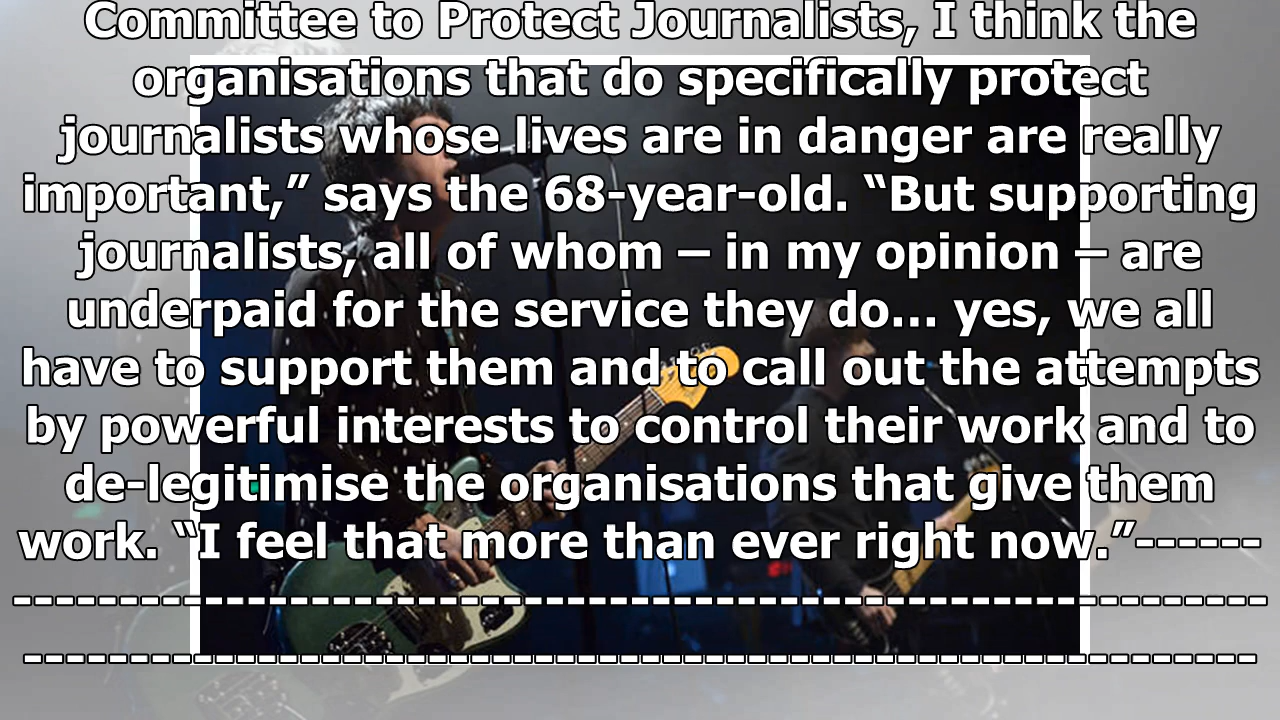 Committee to Protect Journalists, I think the
organisations that do specifically protect
journalists whose lives are in danger are really
important,” says the 68-year-old. “But supporting
journalists, all of whom – in my opinion – are
underpaid for the service they do… yes, we all
have to support them and to call out the attempts
by powerful interests to control their work and to
de-legitimise the organisations that give them
work. “I feel that more than ever right now.”------
-----------------------------------------------------------
----------------------------------------------------------